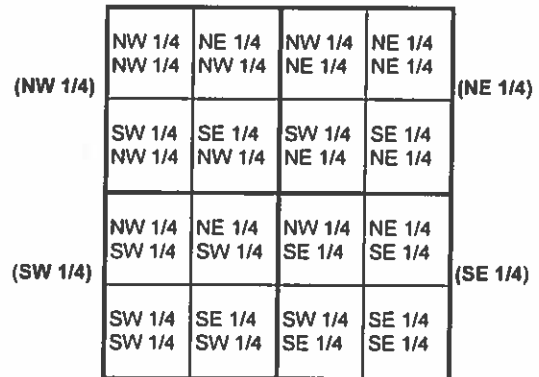 NW 1/4 NE 1/4 NW 1/4 NE 1/4
NW 1/4 NW 1/4 NE 1/4 NE 1/4
(NW 1/4) (NE 1/4)
SW 1/4 SE 1/4 SW 1/4 SE 1/4
NW 1/4 NW 1/4 NE 1/4 NE 1/4
NW 1/4 NE 1/4 NW 1/4 NE 1/4
SW 1/4 SW 1/4 SE 1/4 SE 1/4
(SW 1/4) (SE 1/4)
SW 1/4 SE 1/4 SW 1/4 SE 1/4
SW 1/4 SW 1/4 SE 1/4 SE 1/4